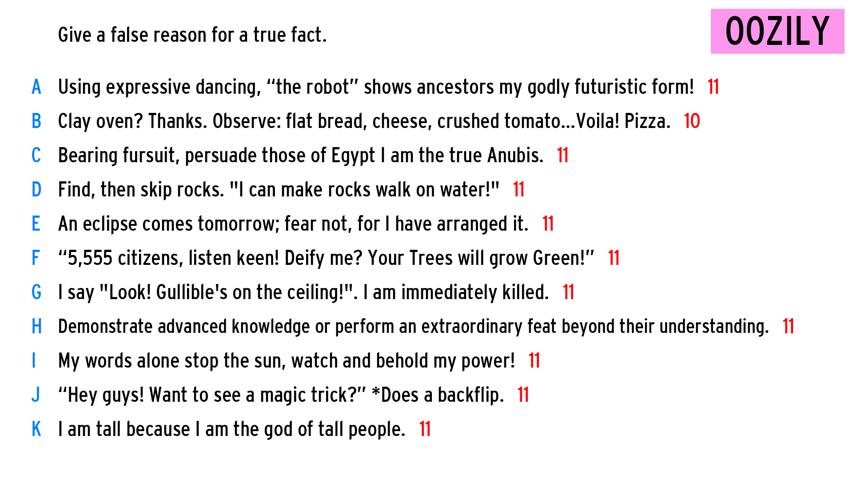 Give a false reason for a true fact.
OOZILY
A Using expressive dancing, “the robot” shows ancestors my godly futuristic form! 11
B Clay oven? Thanks. Observe: flat bread, cheese, crushed tomato...Voila! Pizza. 10
C Bearing fursuit, persuade those of Egypt I am the true Anubis. 11
D Find, then skip rocks. "I can make rocks walk on water!" 11
E An eclipse comes tomorrow; fear not, for I have arranged it. 11
F “5,555 citizens, listen keen! Deify me? Your Trees will grow Green!” 11
G I say "Look! Gullible's on the ceiling!". I am immediately killed. 11
H Demonstrate advanced knowledge or perform an extraordinary feat beyond their understanding. 11
I My words alone stop the sun, watch and behold my power! 11
J “Hey guys! Want to see a magic trick?” *Does a backflip. 11
K I am tall because I am the god of tall people. 11